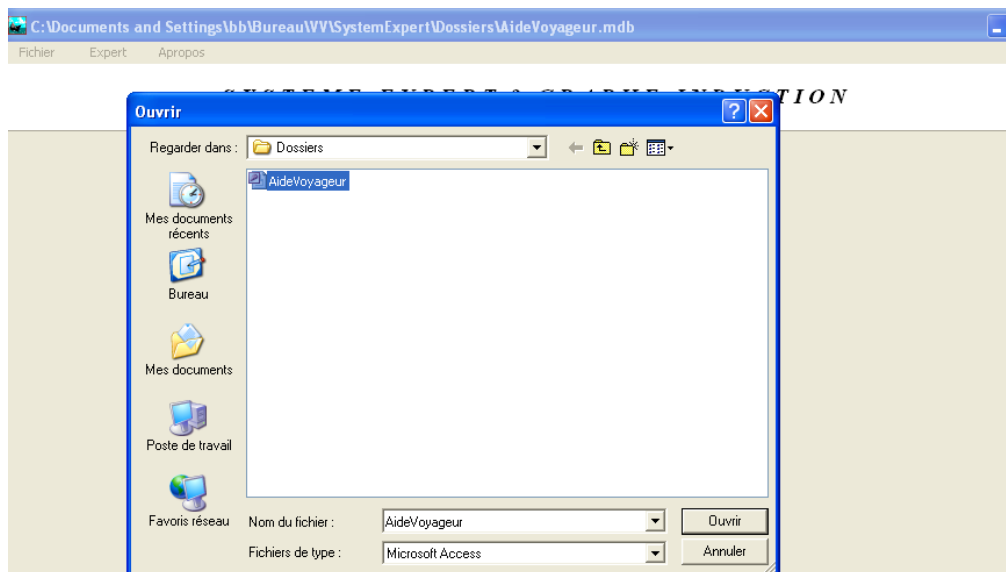 C:\Documents and Settings\bb\Bureau\VV\SystemExpert\Dossiers\AideVoyageur.mdb
Fichier Expert Apropos
TION
Ouvrir
Regarder dans : Dossiers
AideVoyageur
Mes documents
récents
Bureau
Mes documents
Poste de travail
Favoris réseau
Nom du fichier : AideVoyageur Ouvrir
Fichiers de type : Microsoft Access Annuler